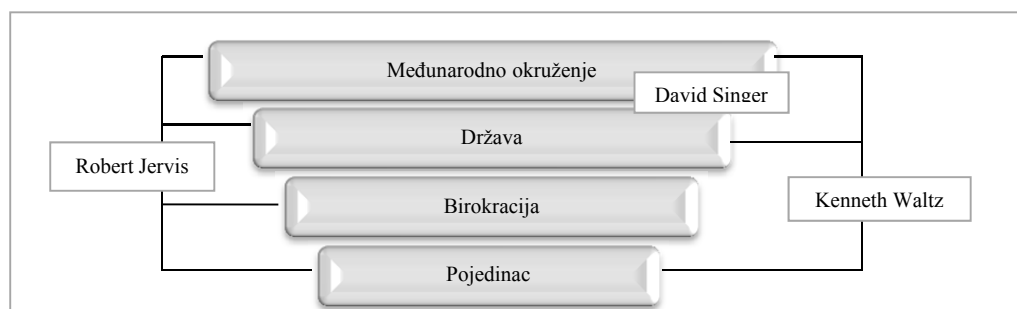 Međunarodno okruženje
David Singer
Država
Robert Jervis
Birokracija
Kenneth Waltz
Pojedinac